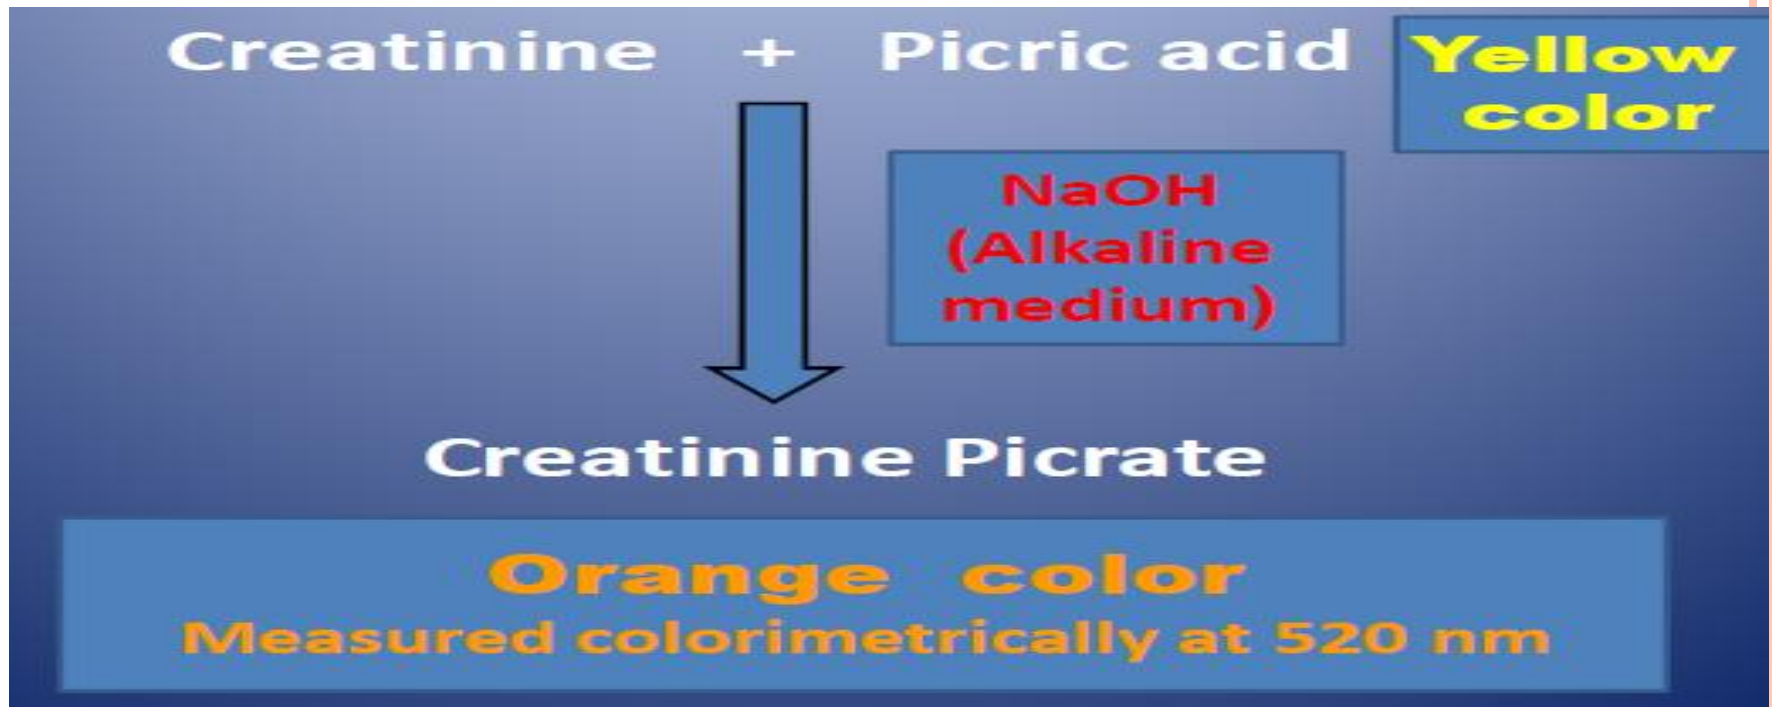 Creatinine + Picric acid
Yellow
color
NaOH
(Alkaline
medium)
Creatinine Picrate
Orange color
Measured colorimetrically at 520 nm